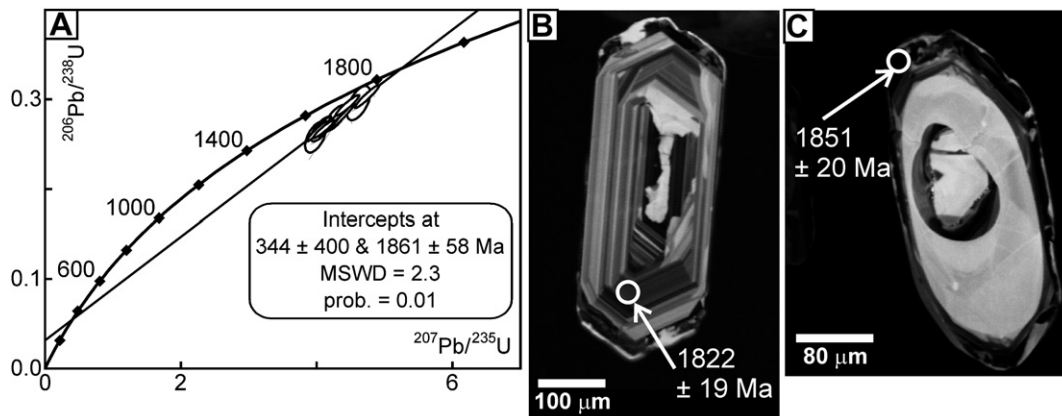 A
²⁰⁶Pb/²³⁸U
0.3
0.1
0.0
1800
1400
1000
600
Intercepts at
344 ± 400 & 1861 ± 58 Ma
MSWD = 2.3
prob. = 0.01
²⁰⁷Pb/²³⁵U
2
4
6
B
1822
± 19 Ma
100 μm
C
1851
± 20 Ma
80 μm